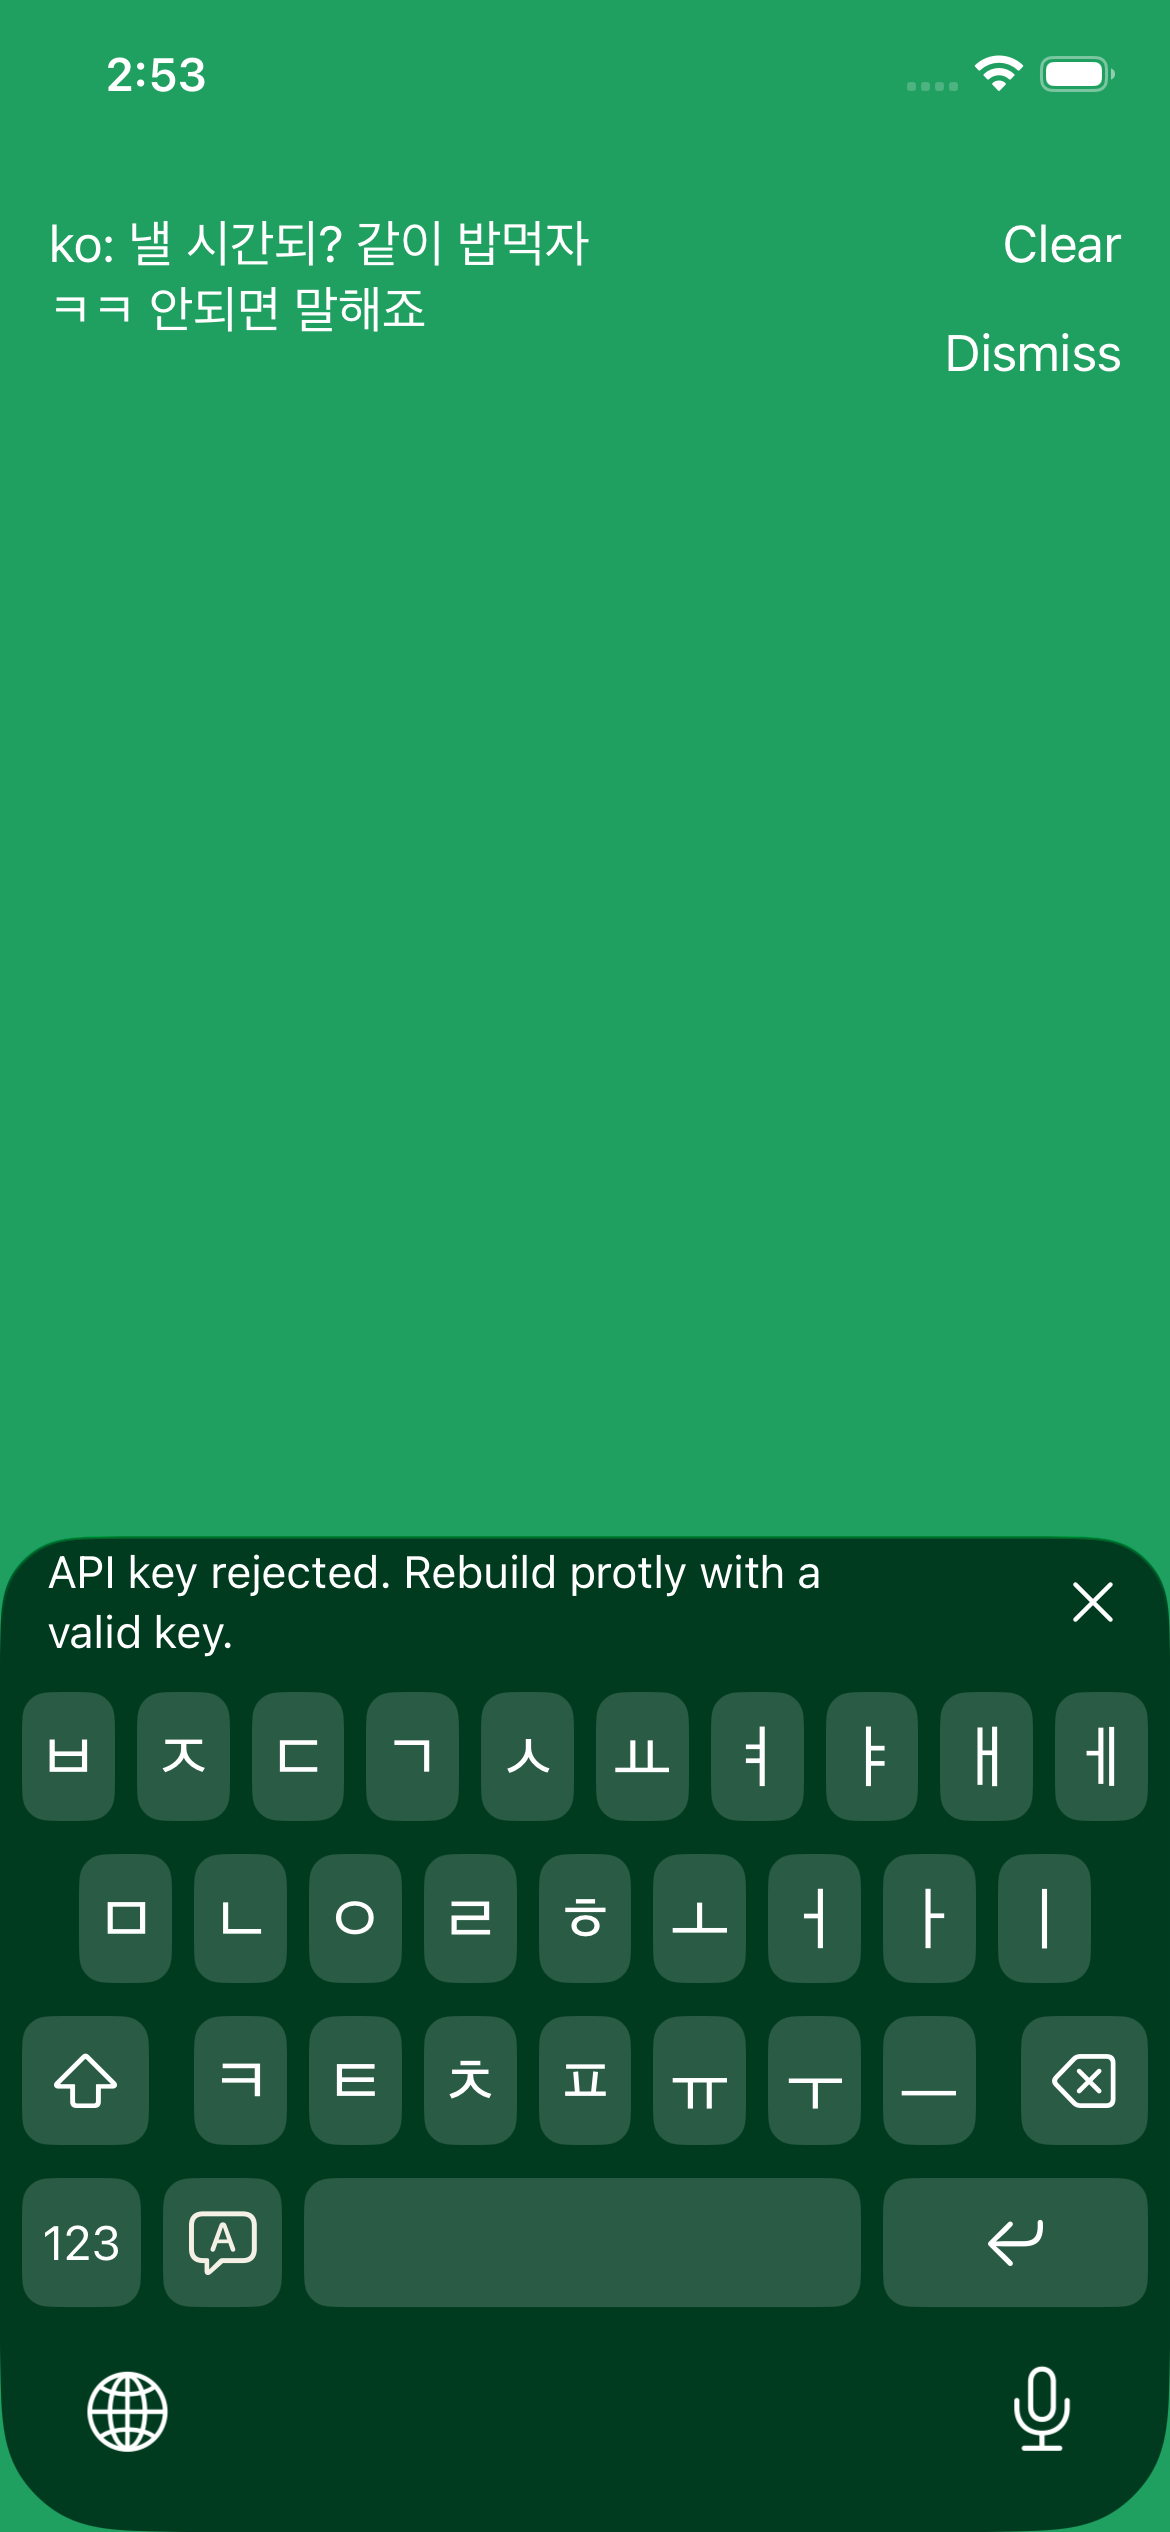 2:53
ko: 낼 시간되? 같이 밥먹자
ㅋㅋ 안되면 말해죠
Clear
Dismiss
API key rejected. Rebuild protly with a
valid key.
ㅂ ㅈ ㄷ ㄱ ㅅ ㅛ ㅕ ㅑ ㅐ ㅔ
ㅁ ㄴ ㅇ ㄹ ㅎ ㅗ ㅓ ㅏ ㅣ
ㅋ ㅌ ㅊ ㅍ ㅠ ㅜ ㅡ
123 A